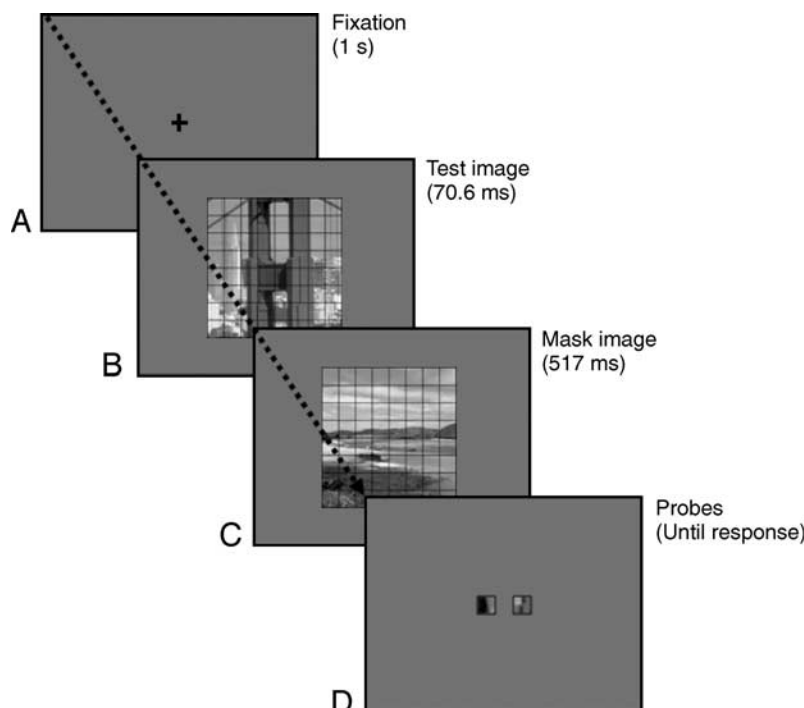 Fixation
(1 s)
+
A
Test image
(70.6 ms)
B
Mask image
(517 ms)
C
Probes
(Until response)
D